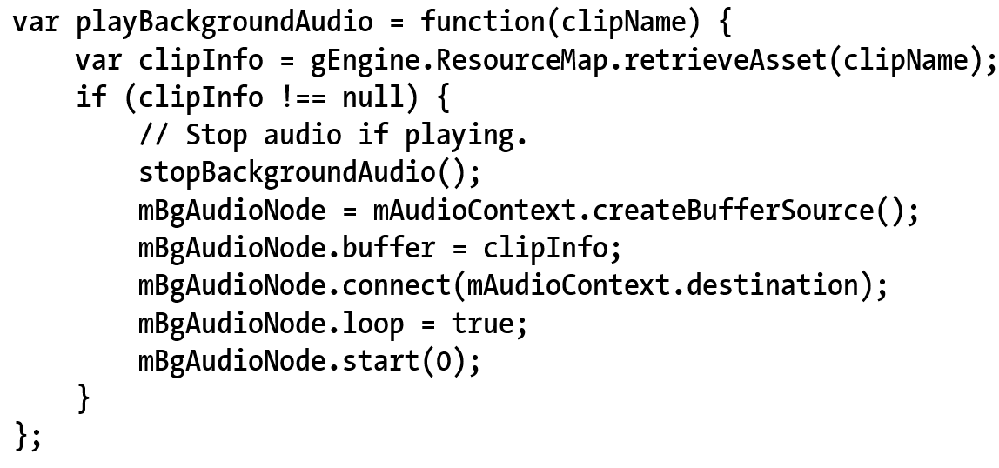 var playBackgroundAudio = function(clipName) {
    var clipInfo = gEngine.ResourceMap.retrieveAsset(clipName);
    if (clipInfo !== null) {
        // Stop audio if playing.
        stopBackgroundAudio();
        mBgAudioNode = mAudioContext.createBufferSource();
        mBgAudioNode.buffer = clipInfo;
        mBgAudioNode.connect(mAudioContext.destination);
        mBgAudioNode.loop = true;
        mBgAudioNode.start(0);
    }
};